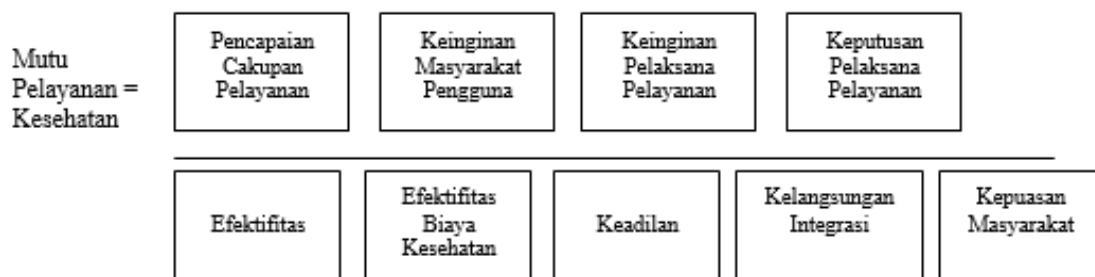 Mutu
Pelayanan =
Kesehatan
Pencapaian
Cakupan
Pelayanan
Keinginan
Masyarakat
Pengguna
Keinginan
Pelaksana
Pelayanan
Keputusan
Pelaksana
Pelayanan
Efektifitas
Efektifitas
Biaya
Kesehatan
Keadilan
Kelangsungan
Integrasi
Kepuasan
Masyarakat